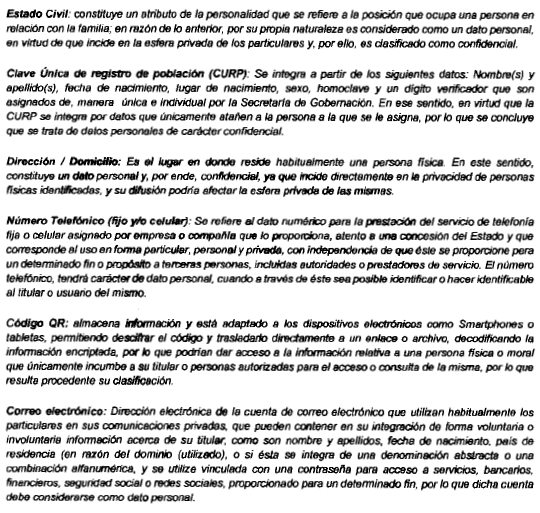 Estado Civil: constituye un atributo de la personalidad que se refiere a la posición que ocupa una persona en
relación con la familia; en razón de lo anterior, por su propia naturaleza es considerado como un dato personal,
en virtud de que incide en la esfera privada de los particulares y, por ello, es clasificado como confidencial.
Clave Única de registro de población (CURP): Se integra a partir de los siguientes datos: Nombre(s) y
apellido(s), fecha de nacimiento, lugar de nacimiento, sexo, homoclave y un dígito verificador que son
asignados de, manera única e individual por la Secretaría de Gobernación. En ese sentido, en virtud que la
CURP se integra por datos que únicamente atañen a la persona a la que se le asigna, por lo que se concluye
que se trata de datos personales de carácter confidencial.
Dirección / Domicilio: Es el lugar en donde reside habitualmente una persona física. En este sentido,
constituye un dato personal y, por ende, confidencial, ya que incide directamente en la privacidad de personas
físicas identificadas, y su difusión podría afectar la esfera privada de las mismas.
Número Telefónico (fijo y/o celular): Se refiere al dato numérico para la prestación del servicio de telefonía
fija o celular asignado por empresa o compañía que lo proporciona, atento a una concesión del Estado y que
corresponde al uso en forma particular, personal y privada, con independencia de que éste se proporcione para
un determinado fin o propósito a terceras personas, incluidas autoridades o prestadores de servicio. El número
telefónico, tendrá carácter de dato personal, cuando a través de éste sea posible identificar o hacer identificable
al titular o usuario del mismo.
Código QR: almacena información y está adaptado a los dispositivos electrónicos como Smartphones o
tabletas, permitiendo descifrar el código y trasladarlo directamente a un enlace o archivo, decodificando la
información encriptada, por lo que podrían dar acceso a la información relativa a una persona física o moral
que únicamente incumbe a su titular o personas autorizadas para el acceso o consulta de la misma, por lo que
resulta procedente su clasificación.
Correo electrónico: Dirección electrónica de la cuenta de correo electrónico que utilizan habitualmente los
particulares en sus comunicaciones privadas, que pueden contener en su integración de forma voluntaria o
involuntaria información acerca de su titular, como son nombre y apellidos, fecha de nacimiento, país de
residencia (en razón del dominio (utilizado), o si ésta se integra de una denominación abstracta o una
combinación alfanumérica, y se utilize vinculada con una contraseña para acceso a servicios, bancarios,
financieros, seguridad social o redes sociales, proporcionado para un determinado fin, por lo que dicha cuenta
debe considerarse como dato personal.